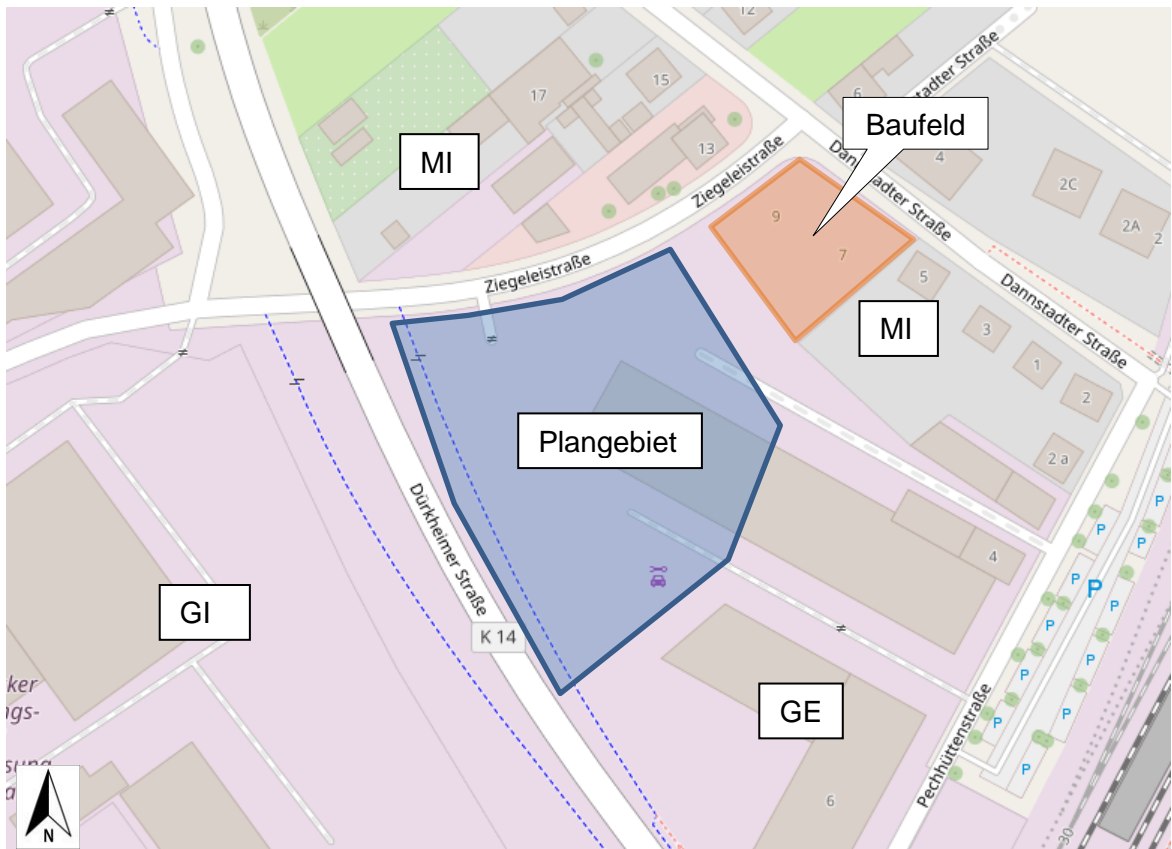 12
15
17
6
MI
13
Ziegeleistraße
Dannstadter Straße
Baufeld
Dannstadter Straße
4
2C
2A
2
9
7
Ziegeleistraße
5
MI
Dannstadter Straße
3
1
2
2 a
Plangebiet
4
P
P
P
P
P
P
P
P
P
Dürkheimer Straße
GI
K 14
GE
Pechhüttenstraße
6
30
N